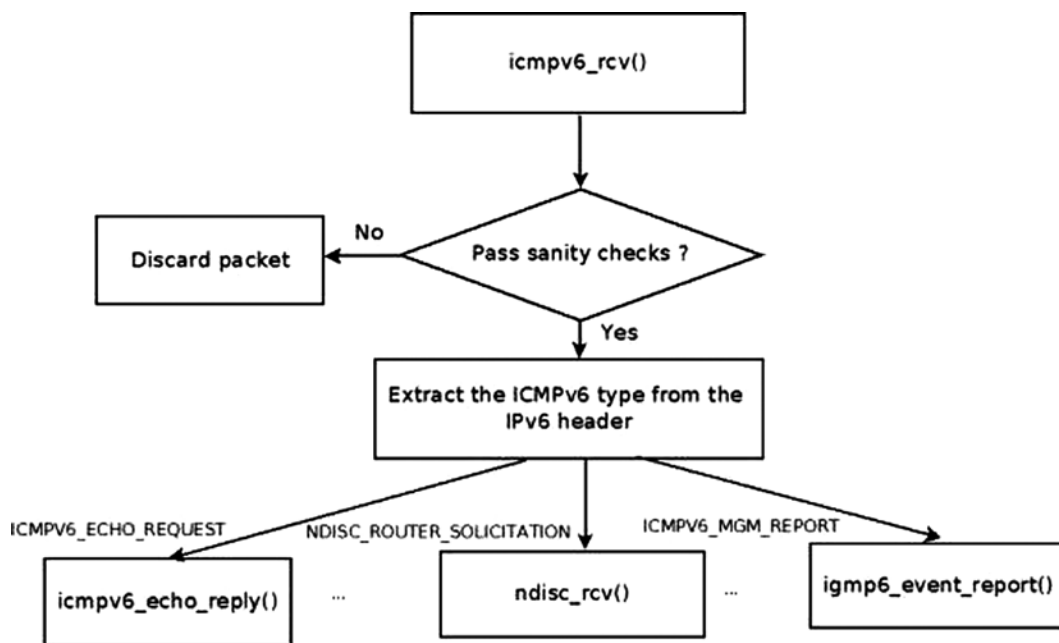 icmpv6_rcv()
No
Discard packet
Pass sanity checks ?
Yes
Extract the ICMPv6 type from the
IPv6 header
ICMPV6_ECHO_REQUEST
NDISC_ROUTER_SOLICITATION
ICMPV6_MGM_REPORT
icmpv6_echo_reply()
...
ndisc_rcv()
...
igmp6_event_report()